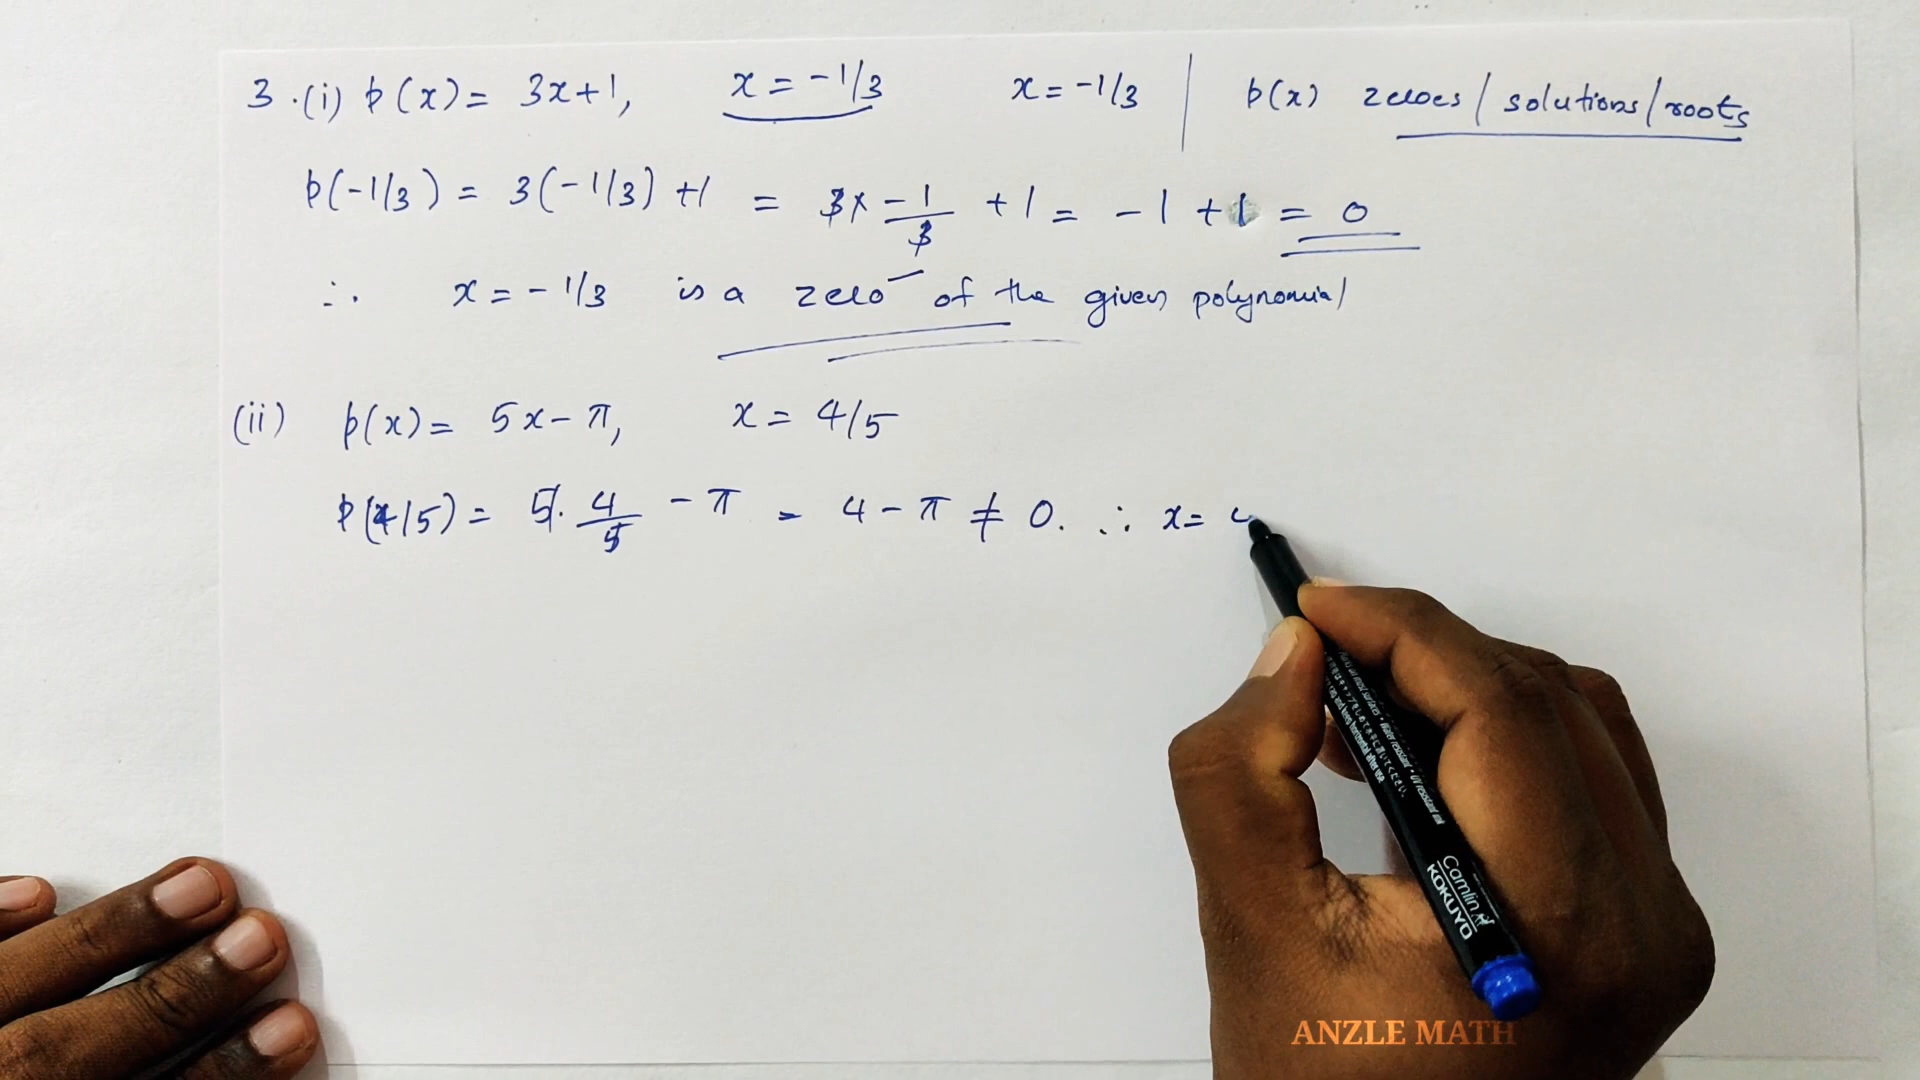 3.(i) p(x) = 3x+1, x = -1/3 x = -1/3 | p(x) zeroes / solutions / roots
p(-1/3) = 3(-1/3) +1 = 3x -1/3 + 1 = -1 + 1 = 0
∴ x = -1/3 is a zero of the given polynomial
(ii) p(x) = 5x - π, x = 4/5
p(4/5) = 5. 4/5 - π = 4 - π ≠ 0. ∴ x =
Camlin
KOKUYO
ANZLE MATH